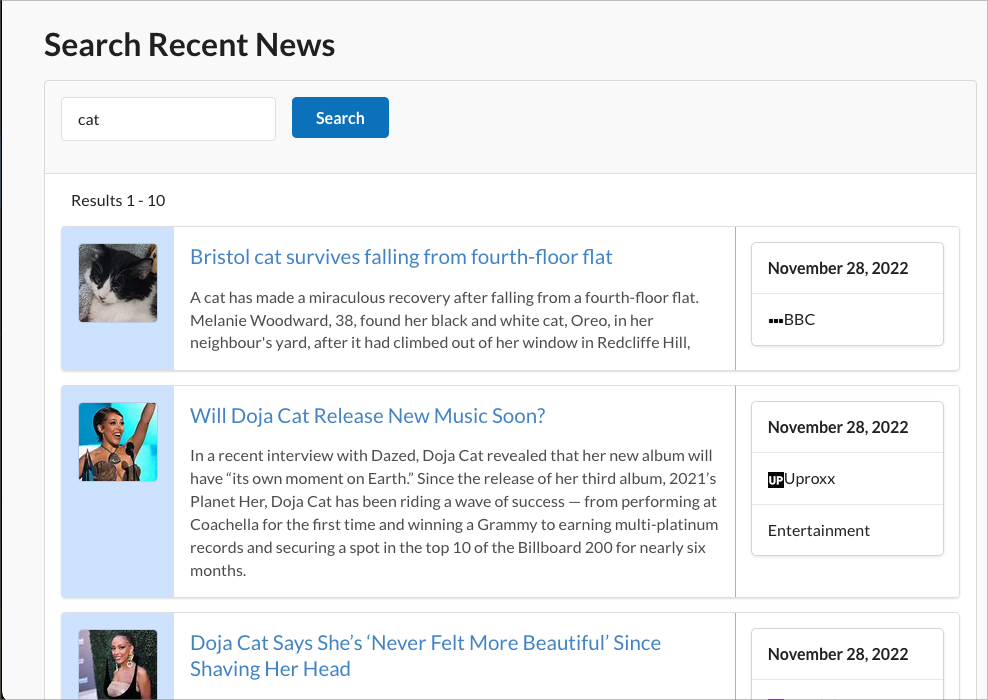 Search Recent News
cat
Search
Results 1 - 10
Bristol cat survives falling from fourth-floor flat
A cat has made a miraculous recovery after falling from a fourth-floor flat.
Melanie Woodward, 38, found her black and white cat, Oreo, in her
neighbour's yard, after it had climbed out of her window in Redcliffe Hill,
November 28, 2022
BBC
Will Doja Cat Release New Music Soon?
In a recent interview with Dazed, Doja Cat revealed that her new album will
have “its own moment on Earth.” Since the release of her third album, 2021’s
Planet Her, Doja Cat has been riding a wave of success — from performing at
Coachella for the first time and winning a Grammy to earning multi-platinum
records and securing a spot in the top 10 of the Billboard 200 for nearly six
months.
November 28, 2022
UP Uproxx
Entertainment
Doja Cat Says She’s ‘Never Felt More Beautiful’ Since
Shaving Her Head
November 28, 2022